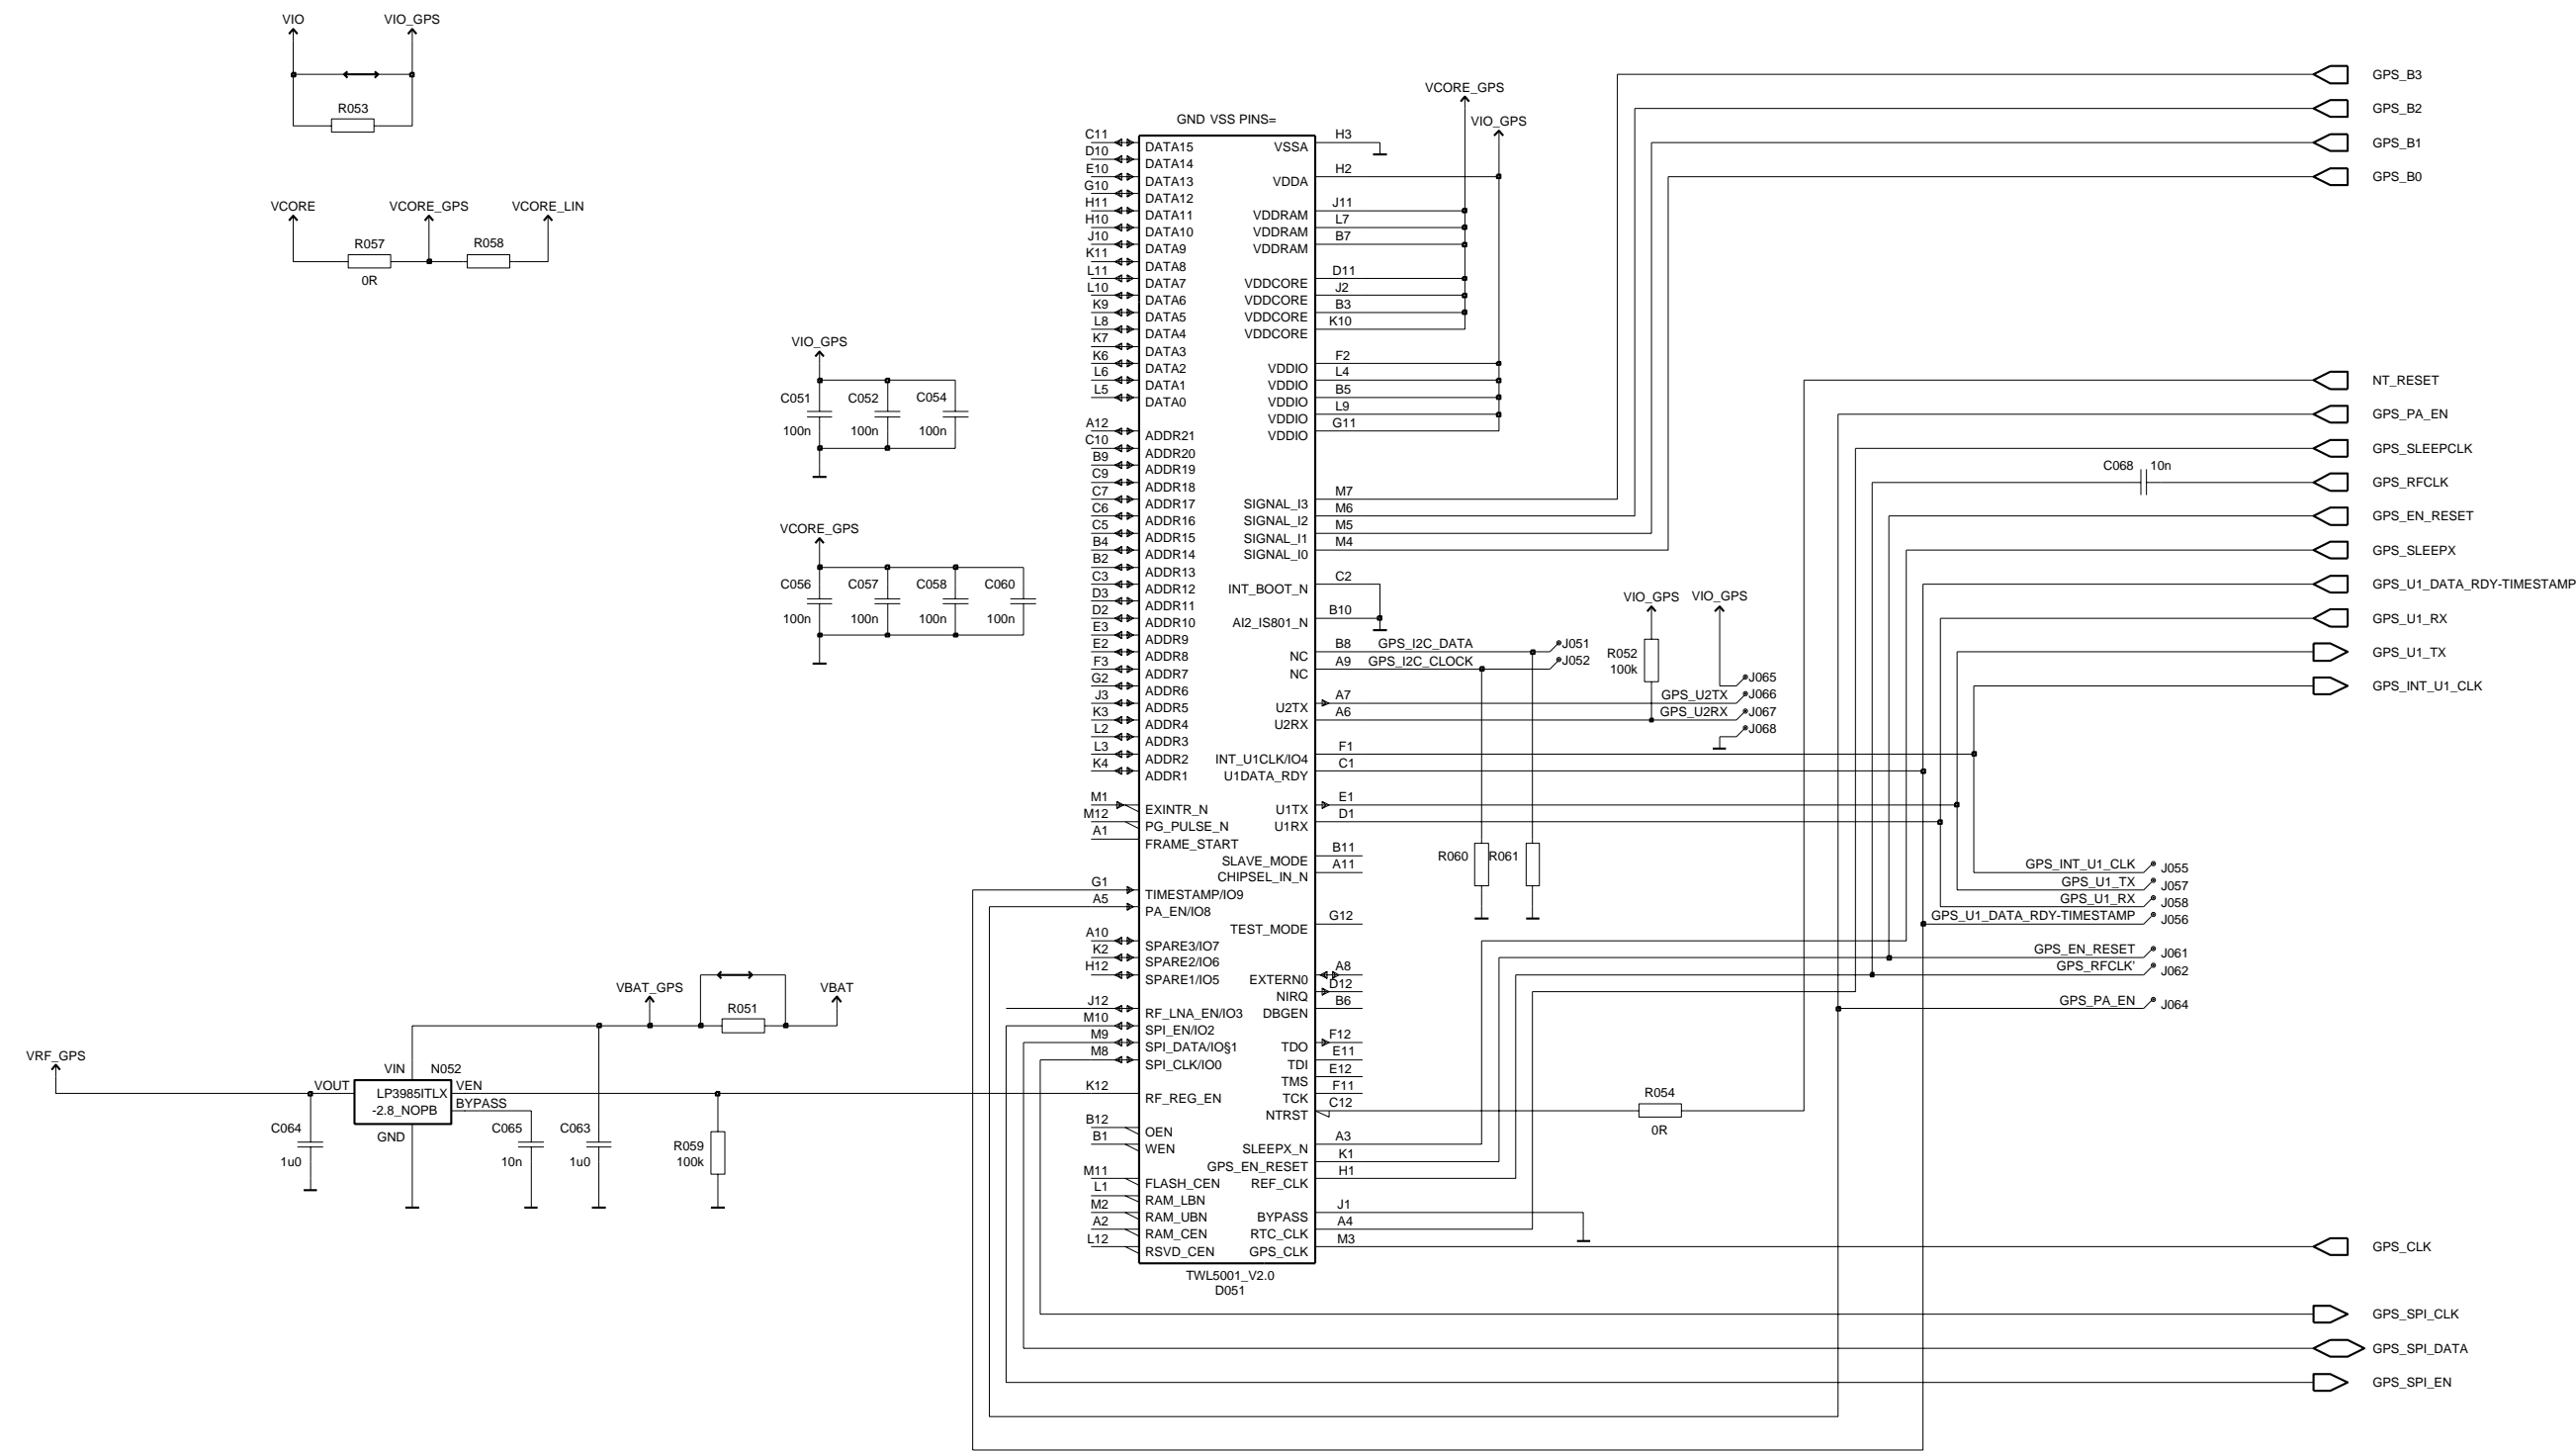 VIO
VIO_GPS
R053
VCORE
VCORE_GPS
VCORE_LIN
R057
R058
0R
VIO_GPS
C051
C052
C054
100n
100n
100n
VCORE_GPS
C056
C057
C058
C060
100n
100n
100n
100n
VBAT_GPS
VBAT
R051
VRF_GPS
VIN
N052
VOUT
VEN
LP3985ITLX
-2.8_NOPB
BYPASS
GND
C064
1u0
C065
10n
C063
1u0
R059
100k
GND VSS PINS=
C11 DATA15
D10 DATA14
E10 DATA13
G10 DATA12
H11 DATA11
H10 DATA10
J10 DATA9
K11 DATA8
L11 DATA7
L10 DATA6
K9 DATA5
L8 DATA4
K7 DATA3
K6 DATA2
L6 DATA1
L5 DATA0
A12 ADDR21
C10 ADDR20
B9 ADDR19
C9 ADDR18
C7 ADDR17
C6 ADDR16
C5 ADDR15
B4 ADDR14
B2 ADDR13
C3 ADDR12
D3 ADDR11
D2 ADDR10
E3 ADDR9
E2 ADDR8
F3 ADDR7
G2 ADDR6
J3 ADDR5
K3 ADDR4
L2 ADDR3
L3 ADDR2
K4 ADDR1
M1 EXINTR_N
M12 PG_PULSE_N
A1 FRAME_START
G1 TIMESTAMP/IO9
A5 PA_EN/IO8
A10 SPARE3/IO7
K2 SPARE2/IO6
H12 SPARE1/IO5
J12 RF_LNA_EN/IO3
M10 SPI_EN/IO2
M9 SPI_DATA/IO§1
M8 SPI_CLK/IO0
K12 RF_REG_EN
B12 OEN
B1 WEN
M11 FLASH_CEN
L1 RAM_LBN
M2 RAM_UBN
A2 RAM_CEN
L12 RSVD_CEN
VSSA H3
VDDA H2
VDDRAM J11
VDDRAM L7
VDDRAM B7
VDDCORE D11
VDDCORE J2
VDDCORE B3
VDDCORE K10
VDDIO F2
VDDIO L4
VDDIO B5
VDDIO L9
VDDIO G11
SIGNAL_I3 M7
SIGNAL_I2 M6
SIGNAL_I1 M5
SIGNAL_I0 M4
INT_BOOT_N C2
AI2_IS801_N B10
NC B8 GPS_I2C_DATA J051
NC A9 GPS_I2C_CLOCK J052
U2TX A7 GPS_U2TX J066
U2RX A6 GPS_U2RX J067
INT_U1CLK/IO4 F1
U1DATA_RDY C1
U1TX E1
U1RX D1
SLAVE_MODE B11
CHIPSEL_IN_N A11
TEST_MODE G12
EXTERN0 A8
NIRQ D12
DBGEN B6
TDO F12
TDI E11
TMS E12
TCK F11
NTRST C12
SLEEPX_N A3
GPS_EN_RESET K1
REF_CLK H1
BYPASS J1
RTC_CLK A4
GPS_CLK M3
TWL5001_V2.0
D051
VCORE_GPS
VIO_GPS
VIO_GPS
VIO_GPS
R052
100k
J065
J068
R060
R061
R054
0R
C068
10n
GPS_INT_U1_CLK J055
GPS_U1_TX J057
GPS_U1_RX J058
GPS_U1_DATA_RDY-TIMESTAMP J056
GPS_EN_RESET J061
GPS_RFCLK' J062
GPS_PA_EN J064
GPS_B3
GPS_B2
GPS_B1
GPS_B0
NT_RESET
GPS_PA_EN
GPS_SLEEPCLK
GPS_RFCLK
GPS_EN_RESET
GPS_SLEEPX
GPS_U1_DATA_RDY-TIMESTAMP
GPS_U1_RX
GPS_U1_TX
GPS_INT_U1_CLK
GPS_CLK
GPS_SPI_CLK
GPS_SPI_DATA
GPS_SPI_EN